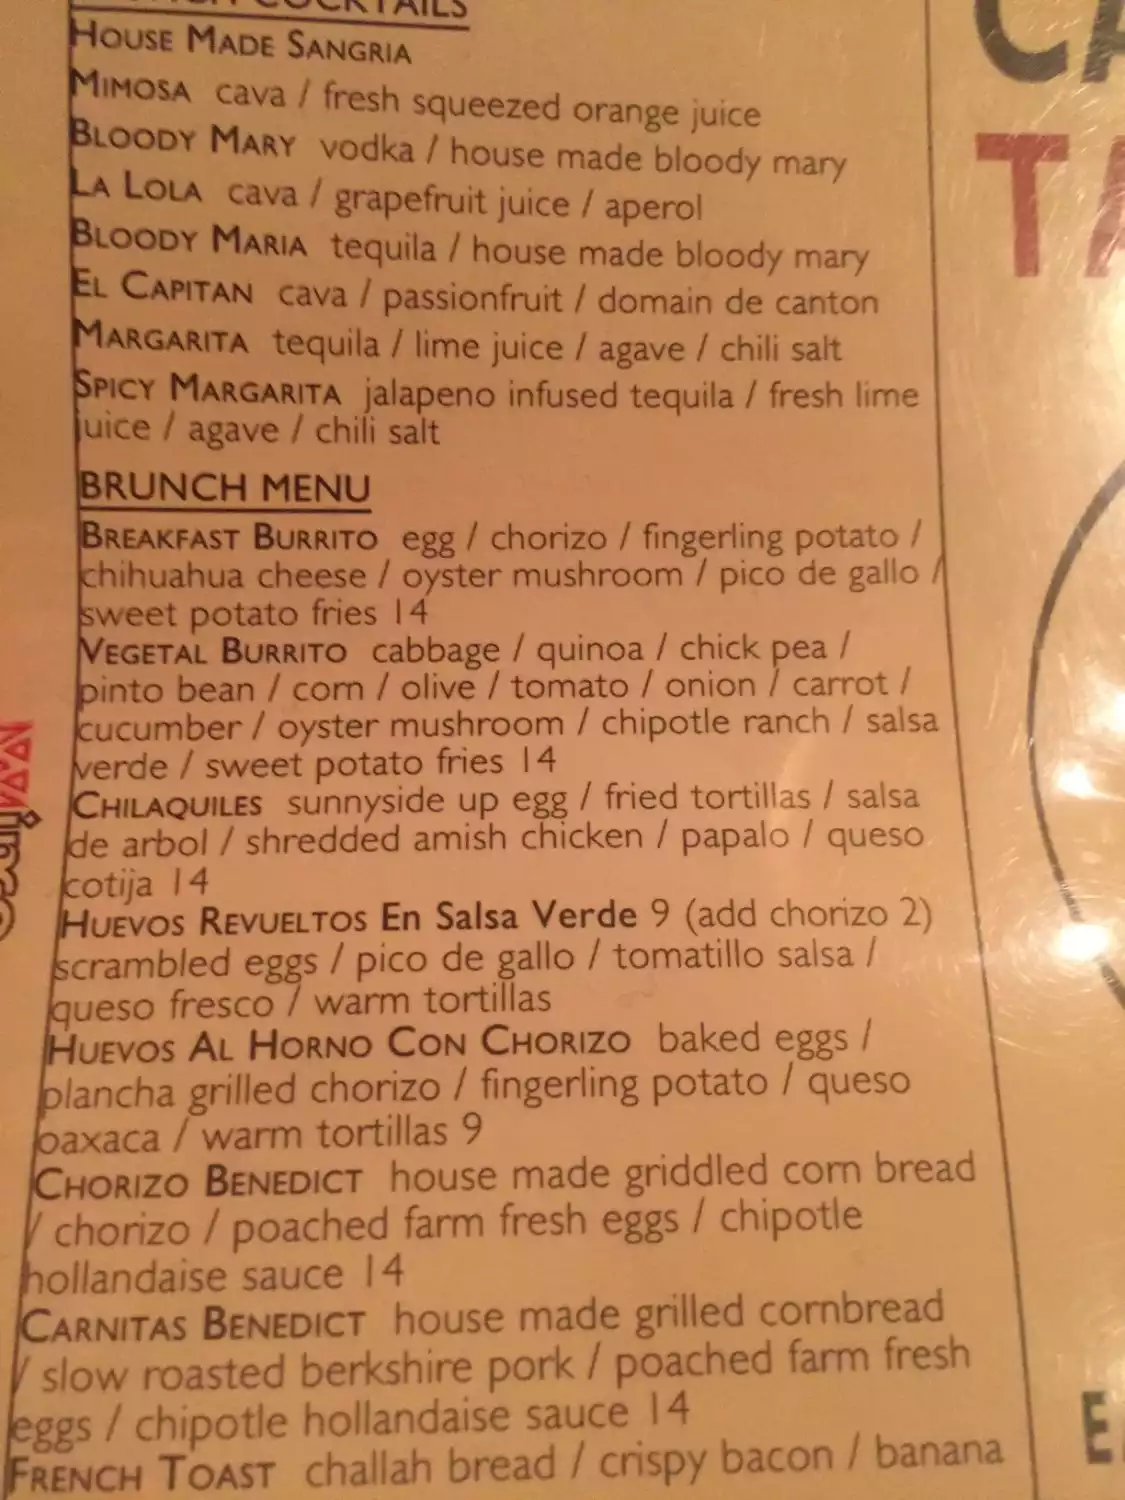 COCKTAILS
HOUSE MADE SANGRIA
MIMOSA cava / fresh squeezed orange juice
BLOODY MARY vodka / house made bloody mary
LA LOLA cava / grapefruit juice / aperol
BLOODY MARIA tequila / house made bloody mary
EL CAPITAN cava / passionfruit / domain de canton
MARGARITA tequila / lime juice / agave / chili salt
SPICY MARGARITA jalapeno infused tequila / fresh lime
juice / agave / chili salt
BRUNCH MENU
BREAKFAST BURRITO egg / chorizo / fingerling potato /
chihuahua cheese / oyster mushroom / pico de gallo /
sweet potato fries 14
VEGETAL BURRITO cabbage / quinoa / chick pea /
pinto bean / corn / olive / tomato / onion / carrot /
cucumber / oyster mushroom / chipotle ranch / salsa
verde / sweet potato fries 14
CHILAQUILES sunnyside up egg / fried tortillas / salsa
de arbol / shredded amish chicken / papalo / queso
cotija 14
HUEVOS REVUELTOS En Salsa Verde 9 (add chorizo 2)
scrambled eggs / pico de gallo / tomatillo salsa /
queso fresco / warm tortillas
HUEVOS AL HORNO CON CHORIZO baked eggs /
plancha grilled chorizo / fingerling potato / queso
oaxaca / warm tortillas 9
CHORIZO BENEDICT house made griddled corn bread
/ chorizo / poached farm fresh eggs / chipotle
hollandaise sauce 14
CARNITAS BENEDICT house made grilled cornbread
/ slow roasted berkshire pork / poached farm fresh
eggs / chipotle hollandaise sauce 14
FRENCH TOAST challah bread / crispy bacon / banana